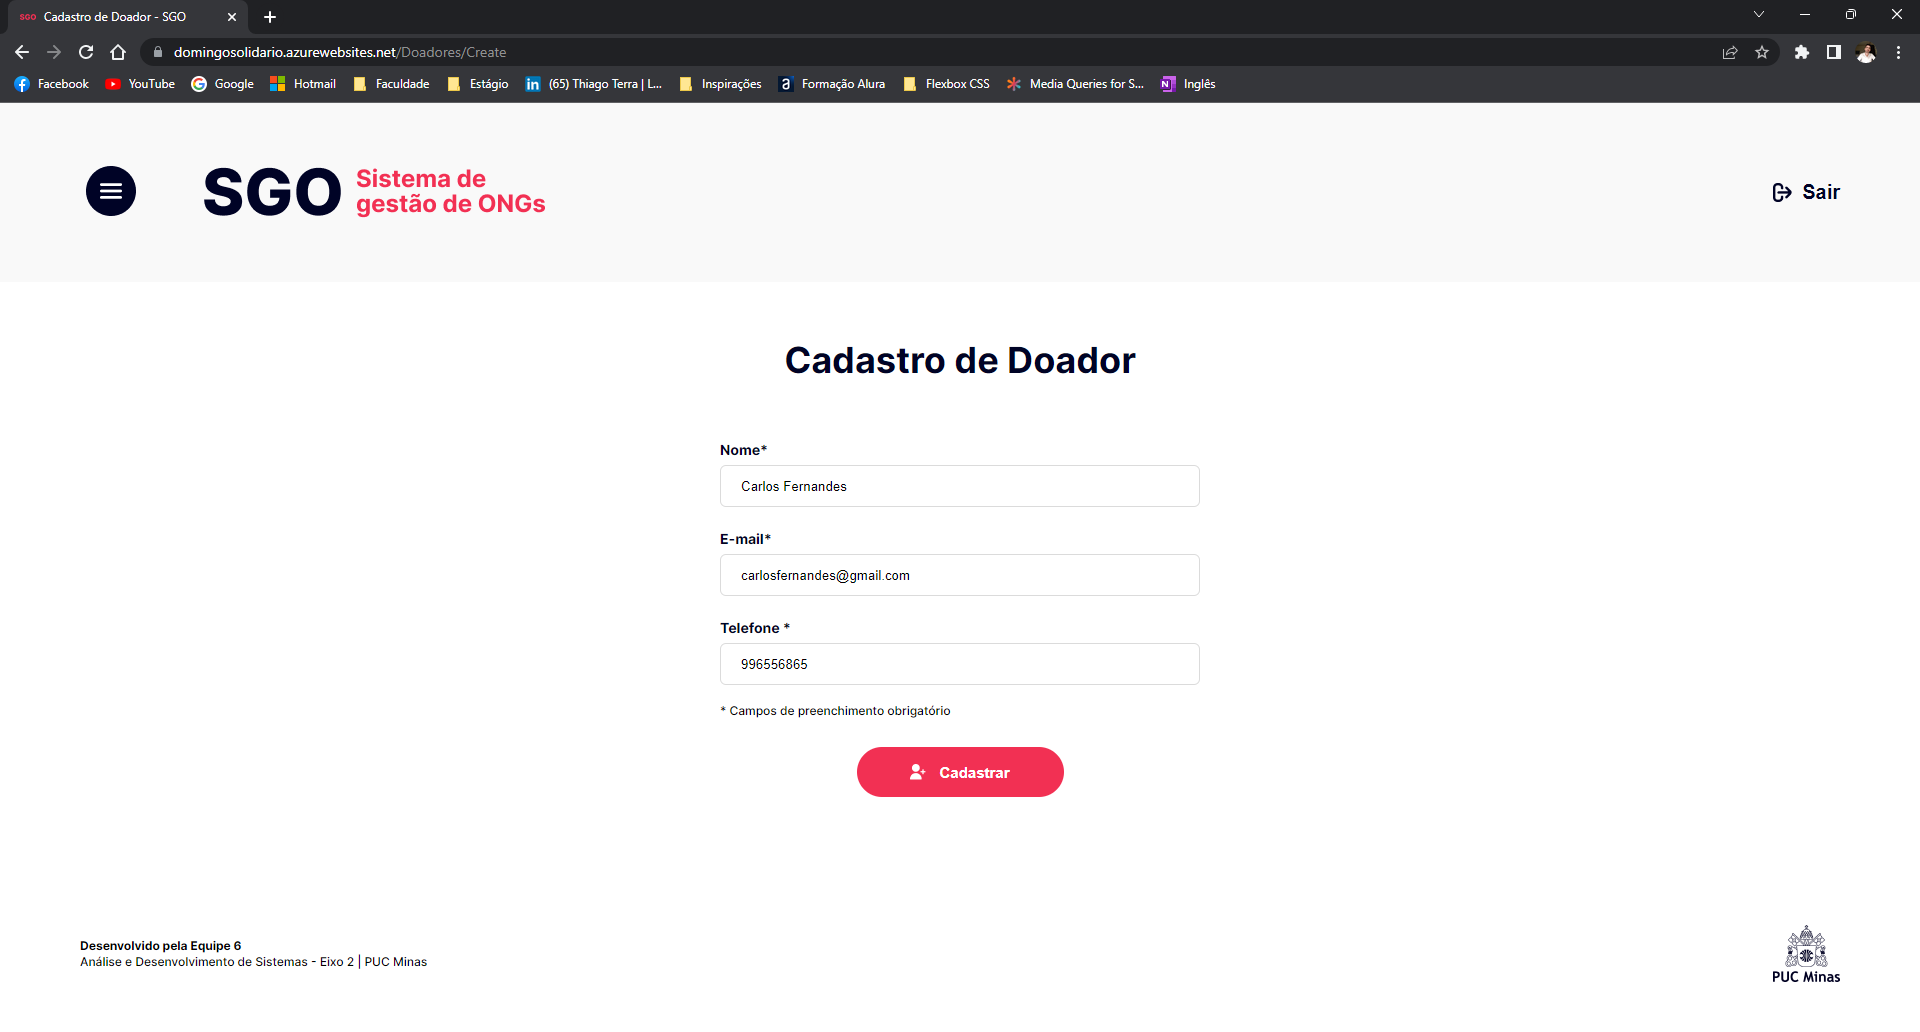 SGO Cadastro de Doador - SGO
domingosolidario.azurewebsites.net/Doadores/Create
Facebook YouTube Google Hotmail Faculdade Estágio in (65) Thiago Terra | L... Inspirações a Formação Alura Flexbox CSS Media Queries for S... N Inglês
SGO
Sistema de
gestão de ONGs
Sair
Cadastro de Doador
Nome*
Carlos Fernandes
E-mail*
carlosfernandes@gmail.com
Telefone *
996556865
* Campos de preenchimento obrigatório
Cadastrar
Desenvolvido pela Equipe 6
Análise e Desenvolvimento de Sistemas - Eixo 2 | PUC Minas
PUC Minas